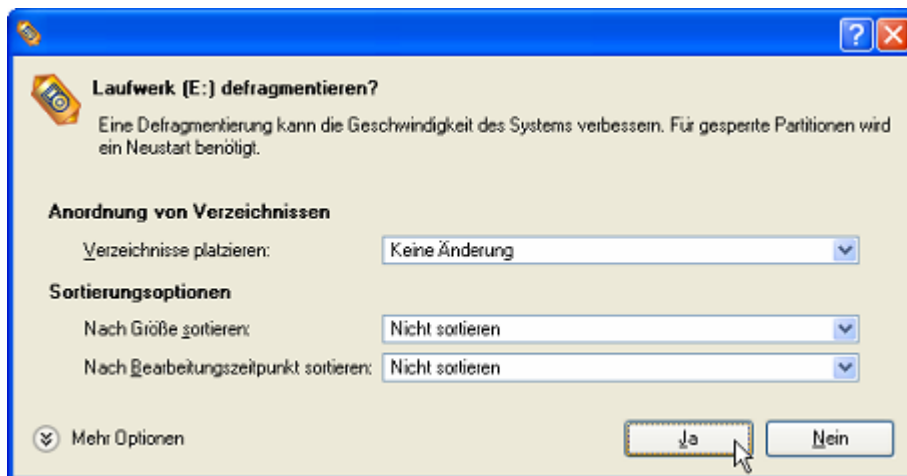 Laufwerk (E:) defragmentieren?
Eine Defragmentierung kann die Geschwindigkeit des Systems verbessern. Für gesperrte Partitionen wird
ein Neustart benötigt.
Anordnung von Verzeichnissen
Verzeichnisse platzieren: Keine Änderung
Sortierungsoptionen
Nach Größe sortieren: Nicht sortieren
Nach Bearbeitungszeitpunkt sortieren: Nicht sortieren
Mehr Optionen Ja Nein